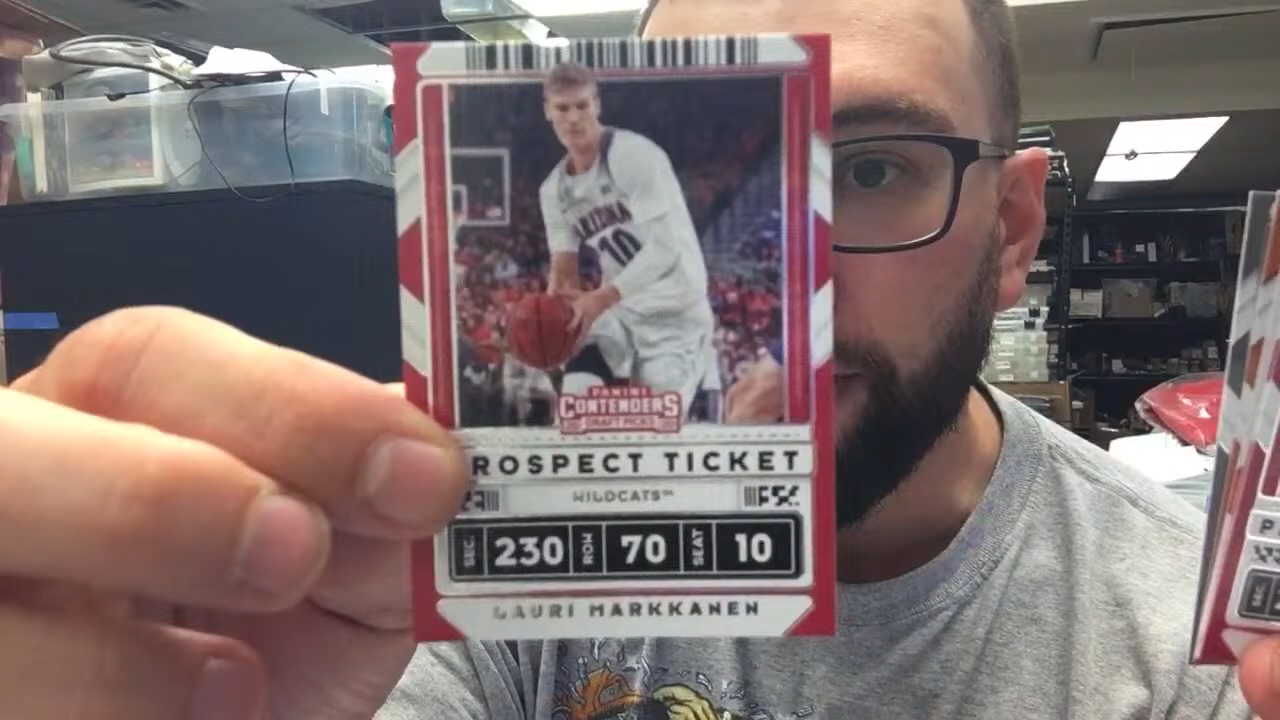 ARIZONA
10
PANINI
CONTENDERS
DRAFT PICKS
ROSPECT TICKET
WILDCATS™
SEC. 230 ROW 70 SEAT 10
LAURI MARKKANEN
P